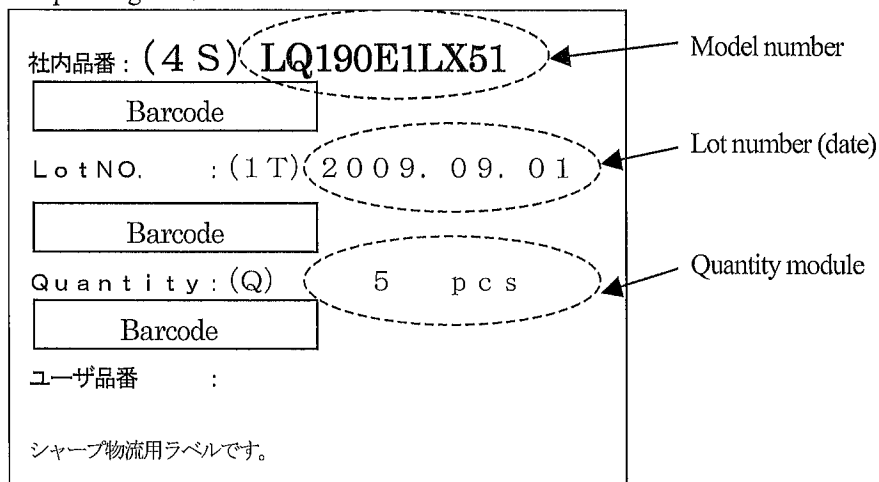 社内品番:(4S) LQ190E1LX51
Model number
Barcode
LotNO. :(1T) 2009. 09. 01
Lot number (date)
Barcode
Quantity:(Q) 5 pcs
Quantity module
Barcode
ユーザ品番 :
シャープ物流用ラベルです。